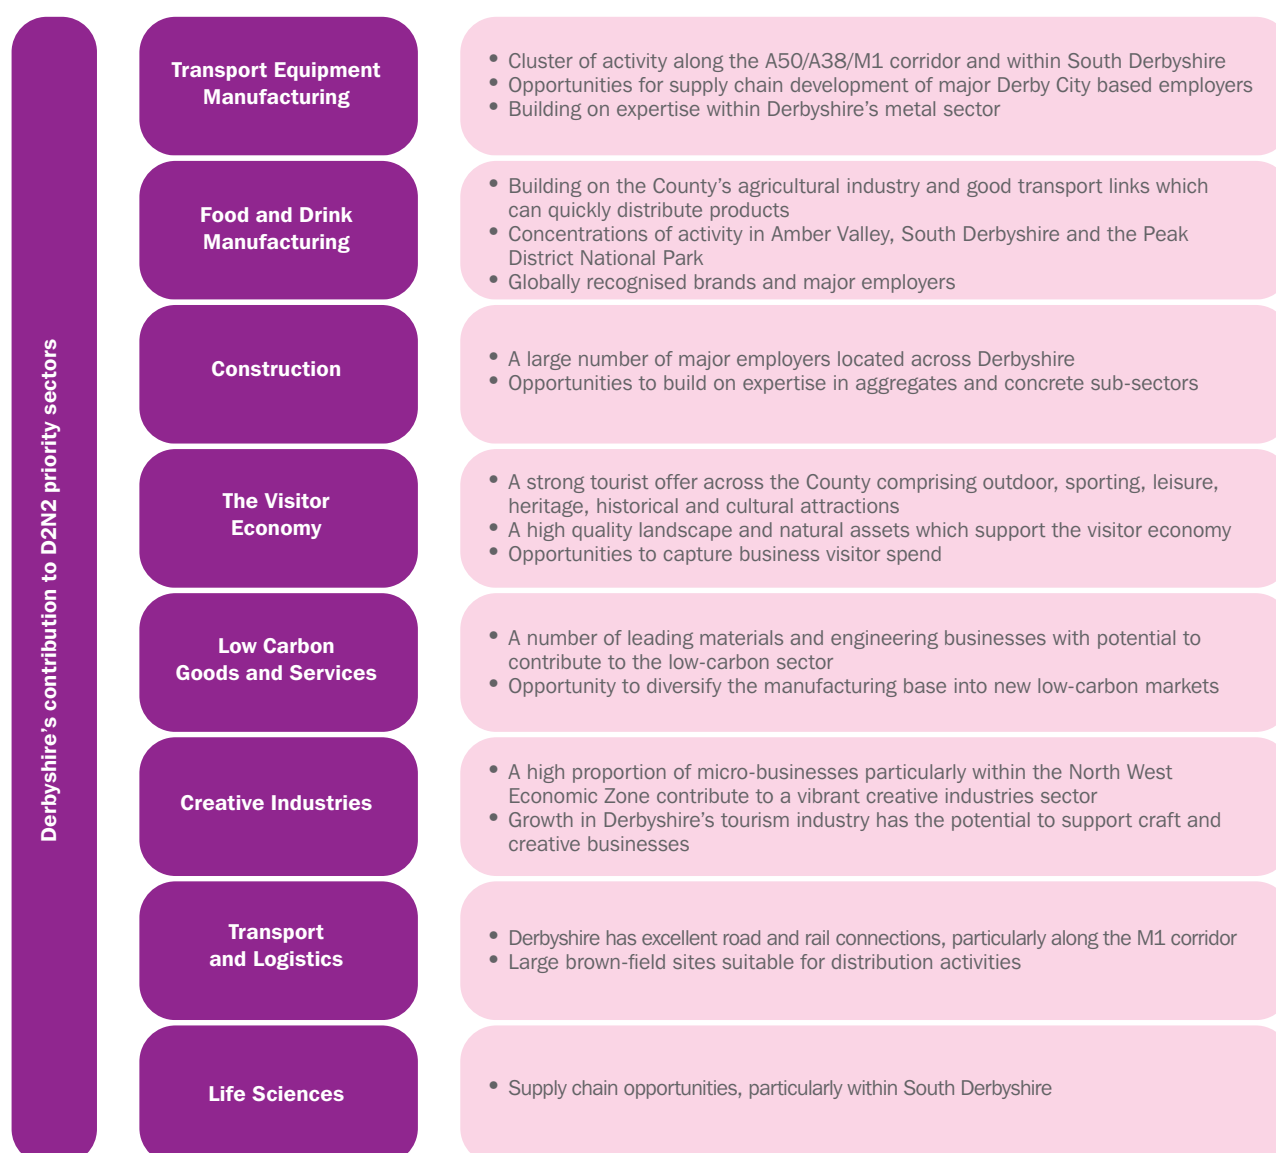 Derbyshire's contribution to D2N2 priority sectors
Transport Equipment
Manufacturing
• Cluster of activity along the A50/A38/M1 corridor and within South Derbyshire
• Opportunities for supply chain development of major Derby City based employers
• Building on expertise within Derbyshire's metal sector
Food and Drink
Manufacturing
• Building on the County's agricultural industry and good transport links which
can quickly distribute products
• Concentrations of activity in Amber Valley, South Derbyshire and the Peak
District National Park
• Globally recognised brands and major employers
Construction
• A large number of major employers located across Derbyshire
• Opportunities to build on expertise in aggregates and concrete sub-sectors
The Visitor
Economy
• A strong tourist offer across the County comprising outdoor, sporting, leisure,
heritage, historical and cultural attractions
• A high quality landscape and natural assets which support the visitor economy
• Opportunities to capture business visitor spend
Low Carbon
Goods and Services
• A number of leading materials and engineering businesses with potential to
contribute to the low-carbon sector
• Opportunity to diversify the manufacturing base into new low-carbon markets
Creative Industries
• A high proportion of micro-businesses particularly within the North West
Economic Zone contribute to a vibrant creative industries sector
• Growth in Derbyshire's tourism industry has the potential to support craft and
creative businesses
Transport
and Logistics
• Derbyshire has excellent road and rail connections, particularly along the M1 corridor
• Large brown-field sites suitable for distribution activities
Life Sciences
• Supply chain opportunities, particularly within South Derbyshire